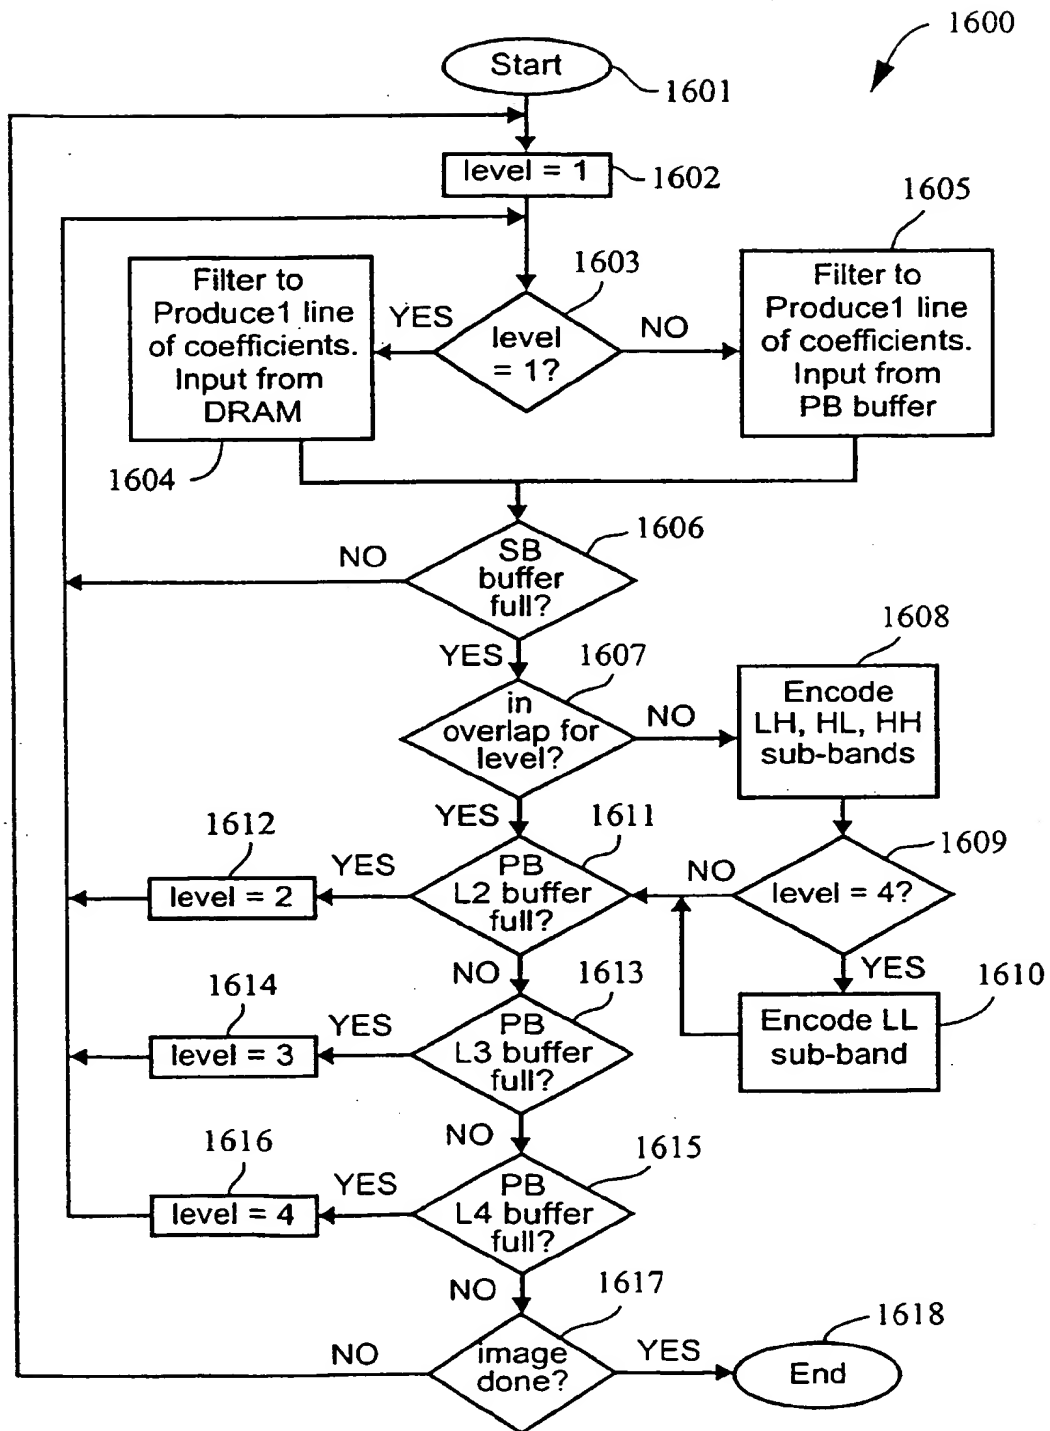 1600
Start
1601
level = 1
1602
1605
1603
Filter to
Produce1 line
of coefficients.
Input from
DRAM
YES
level
= 1?
NO
Filter to
Produce1 line
of coefficients.
Input from
PB buffer
1604
1606
NO
SB
buffer
full?
YES
1607
1608
in
overlap for
level?
NO
Encode
LH, HL, HH
sub-bands
YES
1611
1612
1609
YES
level = 2
PB
L2 buffer
full?
NO
level = 4?
NO
1613
YES
1610
1614
YES
level = 3
PB
L3 buffer
full?
Encode LL
sub-band
NO
1615
1616
YES
level = 4
PB
L4 buffer
full?
NO
1617
1618
NO
image
done?
YES
End